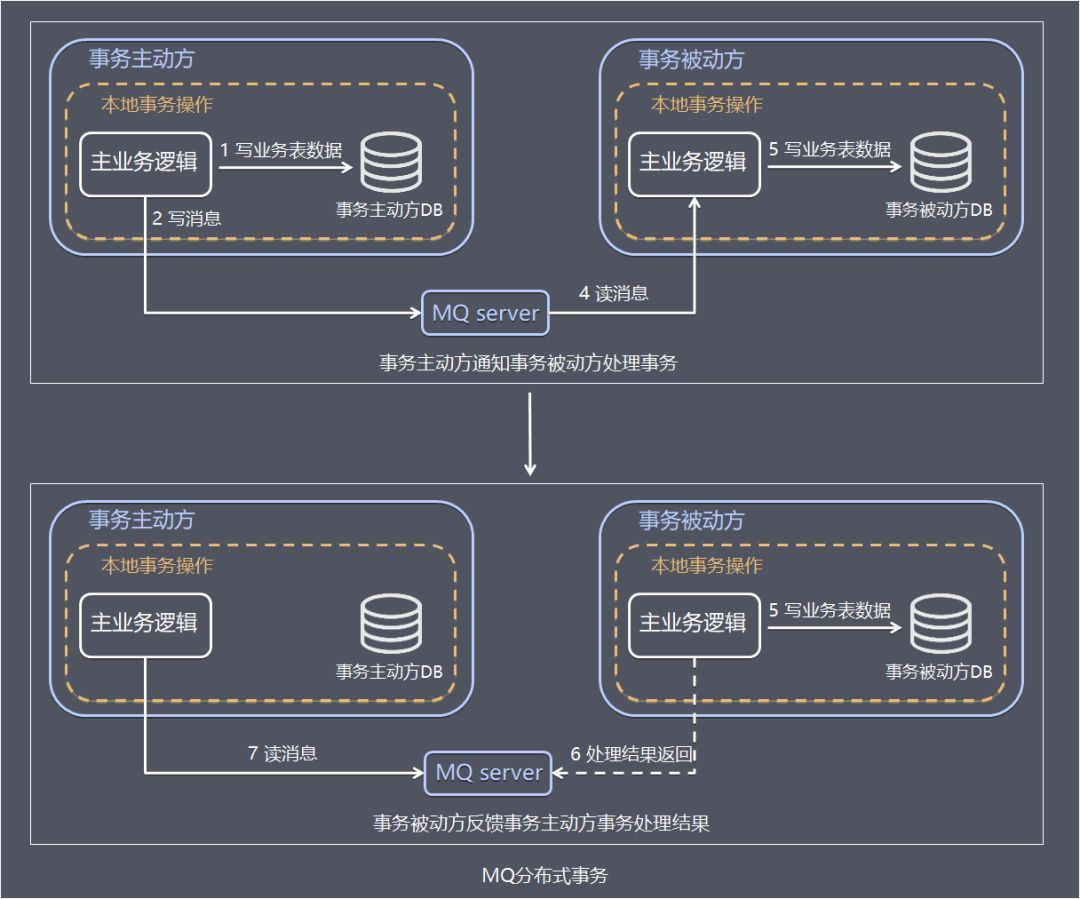 事务主动方
事务被动方
本地事务操作
本地事务操作
主业务逻辑
1 写业务表数据
主业务逻辑
5 写业务表数据
事务主动方DB
事务被动方DB
2 写消息
4 读消息
MQ server
事务主动方通知事务被动方处理事务
事务主动方
事务被动方
本地事务操作
本地事务操作
主业务逻辑
主业务逻辑
5 写业务表数据
事务主动方DB
事务被动方DB
7 读消息
6 处理结果返回
MQ server
事务被动方反馈事务主动方事务处理结果
MQ分布式事务